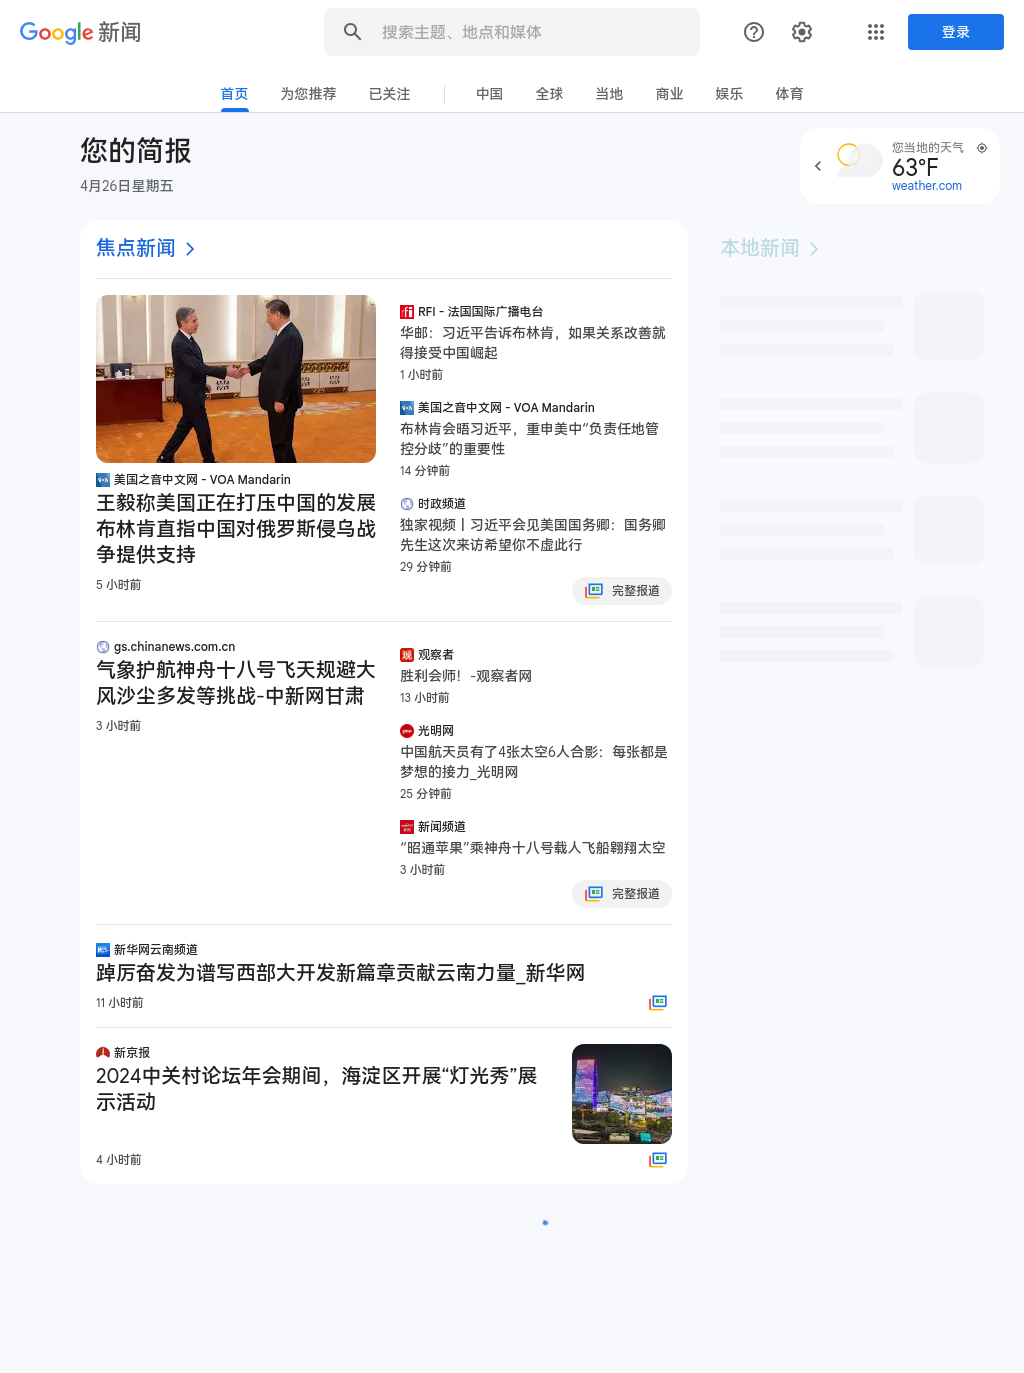 Google 新闻
搜索主题、地点和媒体
登录
首页 为您推荐 已关注 中国 全球 当地 商业 娱乐 体育
您的简报
4月26日星期五
您当地的天气
63°F
weather.com
焦点新闻
美国之音中文网 - VOA Mandarin
王毅称美国正在打压中国的发展
布林肯直指中国对俄罗斯侵乌战
争提供支持
5 小时前
RFI - 法国国际广播电台
华邮：习近平告诉布林肯，如果关系改善就
得接受中国崛起
1 小时前
美国之音中文网 - VOA Mandarin
布林肯会晤习近平，重申美中“负责任地管
控分歧”的重要性
14 分钟前
时政频道
独家视频丨习近平会见美国国务卿：国务卿
先生这次来访希望你不虚此行
29 分钟前
完整报道
gs.chinanews.com.cn
气象护航神舟十八号飞天规避大
风沙尘多发等挑战-中新网甘肃
3 小时前
观察者
胜利会师！-观察者网
13 小时前
光明网
中国航天员有了4张太空6人合影：每张都是
梦想的接力_光明网
25 分钟前
新闻频道
“昭通苹果”乘神舟十八号载人飞船翱翔太空
3 小时前
完整报道
新华网云南频道
踔厉奋发为谱写西部大开发新篇章贡献云南力量_新华网
11 小时前
新京报
2024中关村论坛年会期间，海淀区开展“灯光秀”展
示活动
4 小时前
本地新闻